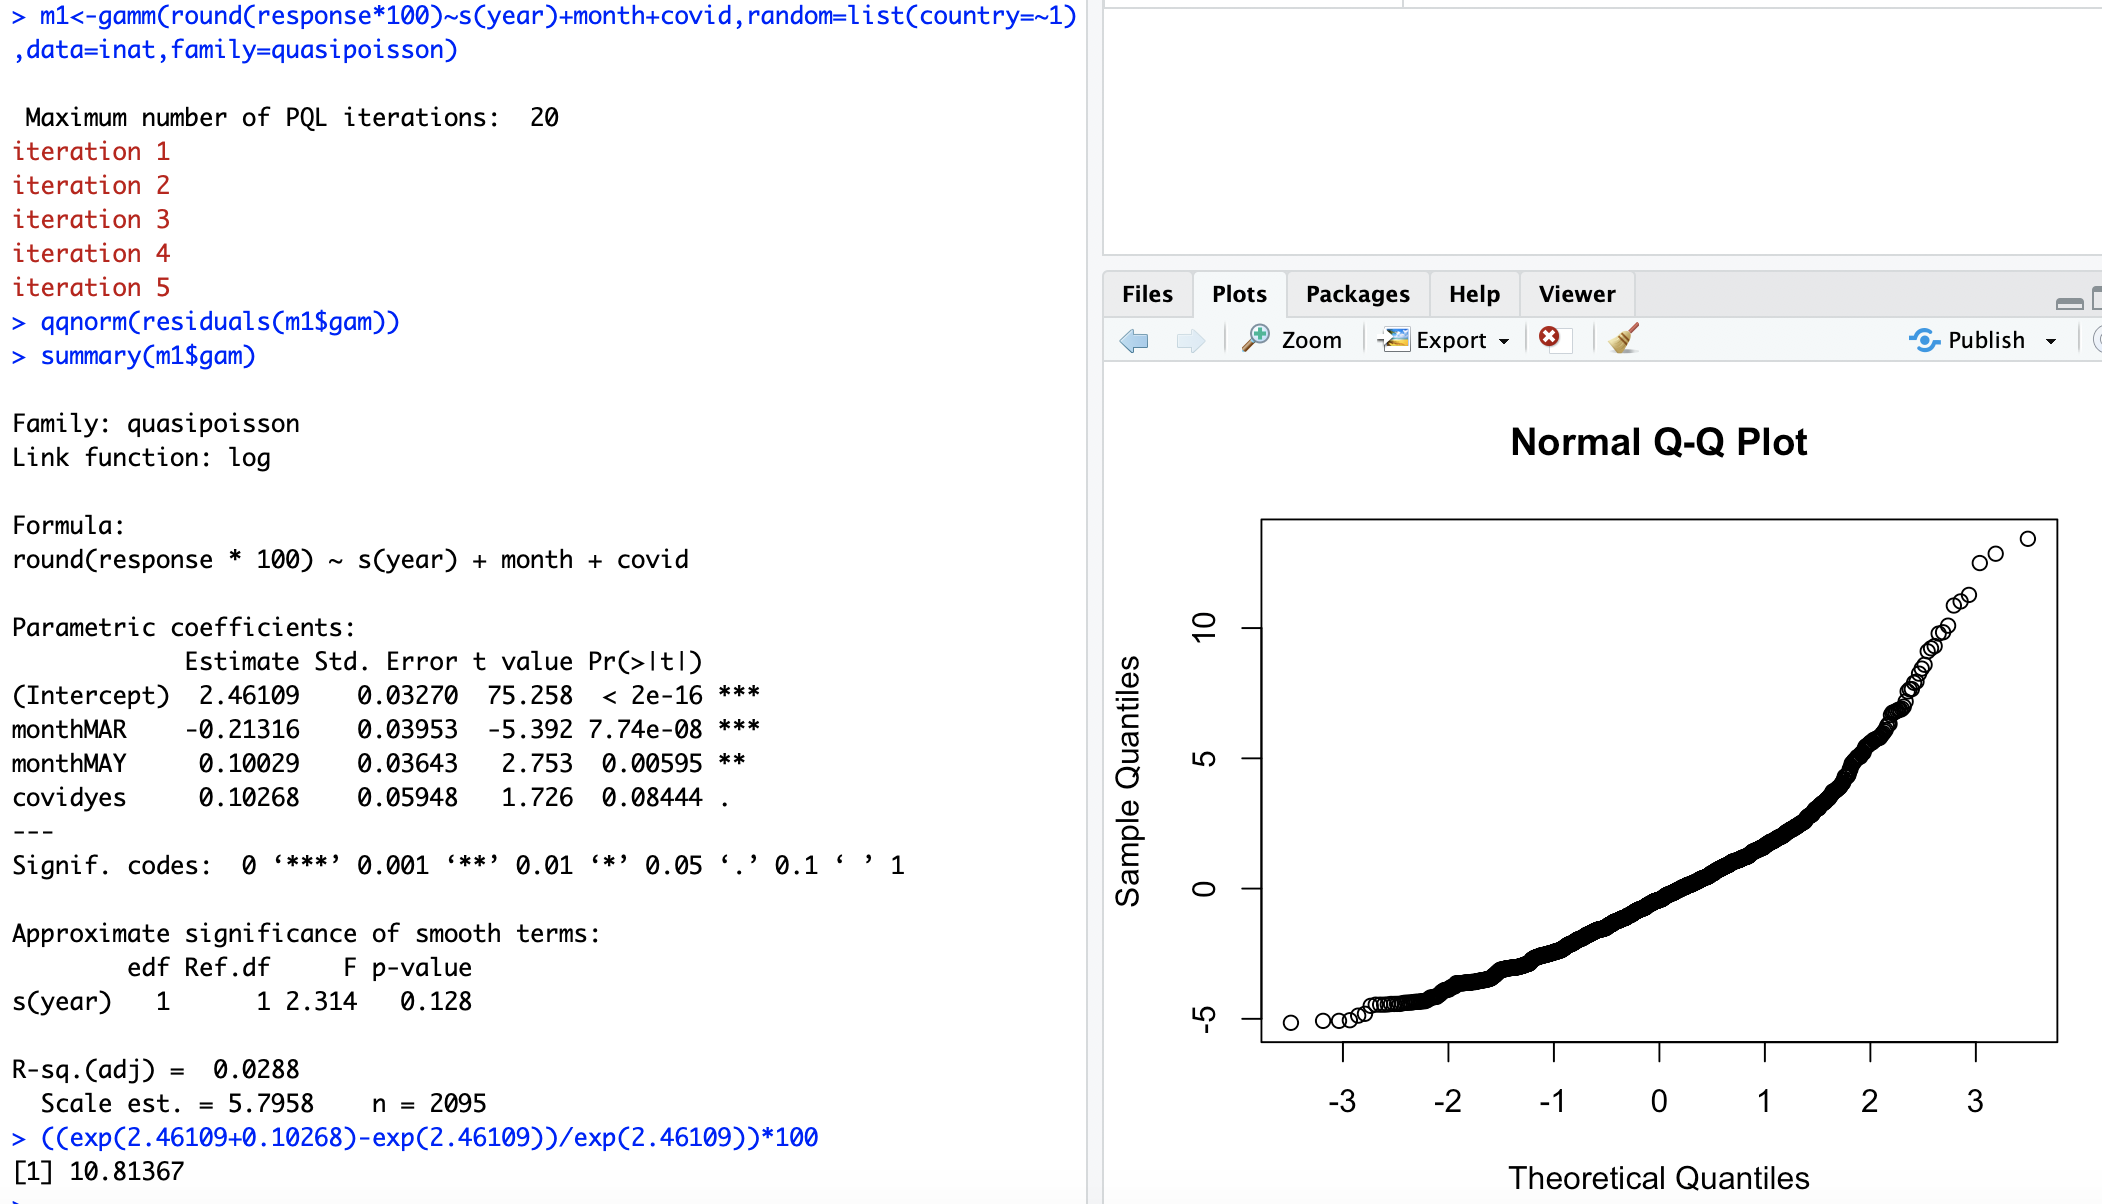 > m1<-gamm(round(response*100)~s(year)+month+covid,random=list(country=~1)
,data=inat,family=quasipoisson)
Maximum number of PQL iterations:  20
iteration 1
iteration 2
iteration 3
iteration 4
iteration 5
> qqnorm(residuals(m1$gam))
> summary(m1$gam)
Family: quasipoisson
Link function: log
Formula:
round(response * 100) ~ s(year) + month + covid
Parametric coefficients:
            Estimate Std. Error t value Pr(>|t|)
(Intercept)  2.46109    0.03270  75.258  < 2e-16 ***
monthMAR    -0.21316    0.03953  -5.392 7.74e-08 ***
monthMAY     0.10029    0.03643   2.753  0.00595 **
covidyes     0.10268    0.05948   1.726  0.08444 .
---
Signif. codes:  0 ‘***’ 0.001 ‘**’ 0.01 ‘*’ 0.05 ‘.’ 0.1 ‘ ’ 1
Approximate significance of smooth terms:
        edf Ref.df     F p-value
s(year)   1      1 2.314   0.128
R-sq.(adj) =  0.0288
  Scale est. = 5.7958    n = 2095
> ((exp(2.46109+0.10268)-exp(2.46109))/exp(2.46109))*100
[1] 10.81367
>
Files Plots Packages Help Viewer
Zoom Export Publish
Normal Q-Q Plot
Sample Quantiles
10
5
0
-5
-3 -2 -1 0 1 2 3
Theoretical Quantiles